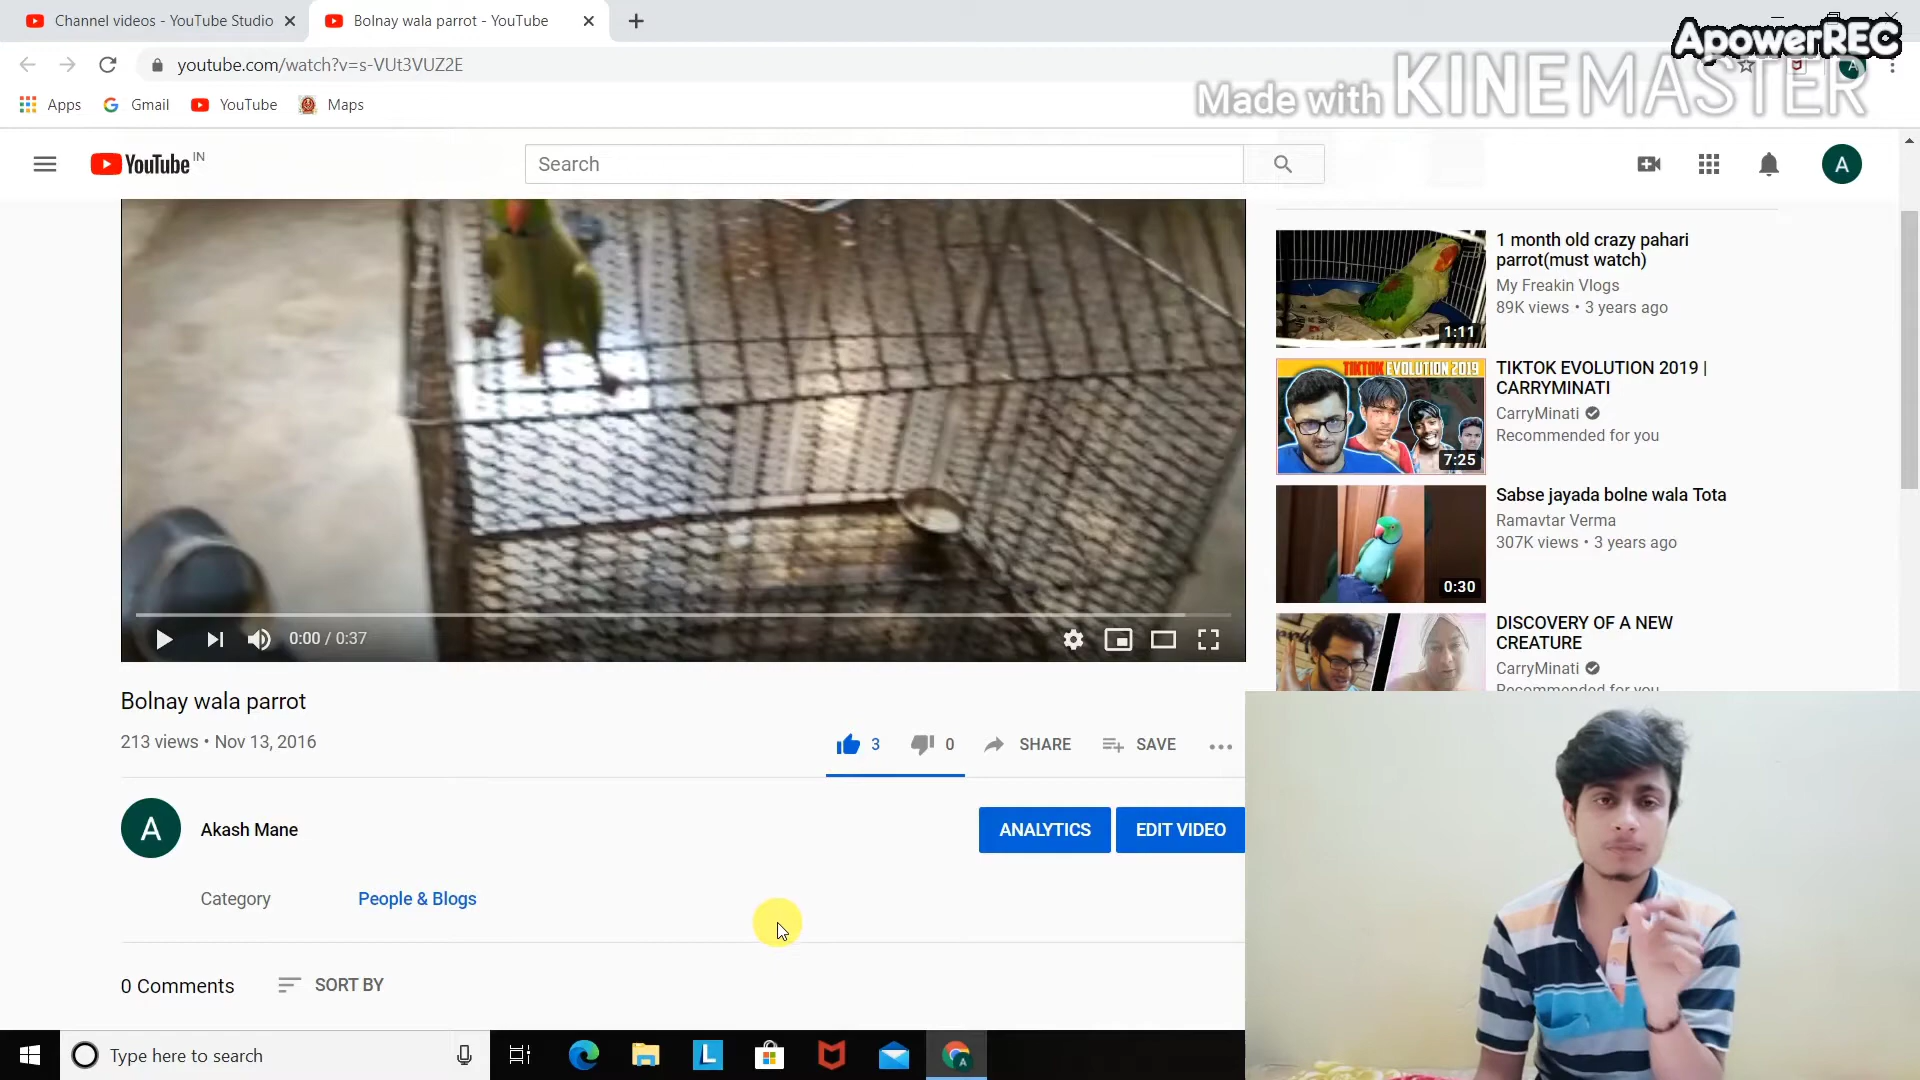 Channel videos - YouTube Studio
Bolnay wala parrot - YouTube
ApowerREC
youtube.com/watch?v=s-VUt3VUZ2E
A
Made with KINEMASTER
Apps
Gmail
YouTube
Maps
YouTube IN
Search
A
1 month old crazy pahari
parrot(must watch)
My Freakin Vlogs
89K views • 3 years ago
1:11
TIKTOK EVOLUTION 2019
TIKTOK EVOLUTION 2019 |
CARRYMINATI
CarryMinati
Recommended for you
7:25
Sabse jayada bolne wala Tota
Ramavtar Verma
307K views • 3 years ago
0:30
DISCOVERY OF A NEW
CREATURE
CarryMinati
Recommended for you
0:00 / 0:37
Bolnay wala parrot
213 views • Nov 13, 2016
3
0
SHARE
SAVE
A
Akash Mane
ANALYTICS
EDIT VIDEO
Category
People & Blogs
0 Comments
SORT BY
Type here to search
L
A